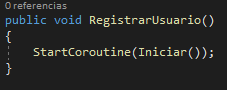 0 referencias
public void RegistrarUsuario()
{
StartCoroutine(Iniciar());
}